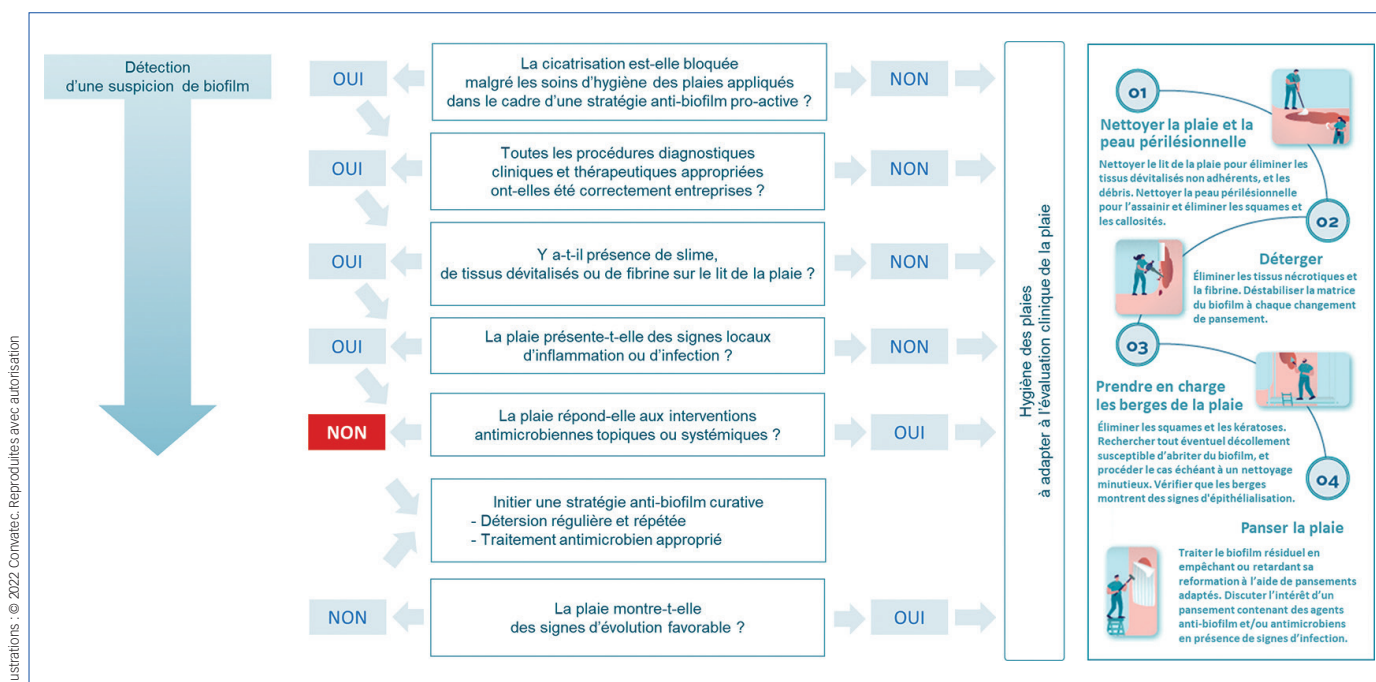 Détection
d'une suspicion de biofilm
OUI
La cicatrisation est-elle bloquée
malgré les soins d'hygiène des plaies appliqués
dans le cadre d'une stratégie anti-biofilm pro-active ?
NON
OUI
Toutes les procédures diagnostiques
cliniques et thérapeutiques appropriées
ont-elles été correctement entreprises ?
NON
OUI
Y a-t-il présence de slime,
de tissus dévitalisés ou de fibrine sur le lit de la plaie ?
NON
OUI
La plaie présente-t-elle des signes locaux
d'inflammation ou d'infection ?
NON
NON
La plaie répond-elle aux interventions
antimicrobiennes topiques ou systémiques ?
OUI
Initier une stratégie anti-biofilm curative
- Détersion régulière et répétée
- Traitement antimicrobien approprié
NON
La plaie montre-t-elle
des signes d'évolution favorable ?
OUI
Hygiène des plaies
à adapter à l'évaluation clinique de la plaie
01
Nettoyer la plaie et la
peau périlésionnelle
Nettoyer le lit de la plaie pour éliminer les
tissus dévitalisés non adhérents, et les
débris. Nettoyer la peau périlésionnelle
pour l'assainir et éliminer les squames et
les callosités.
02
Déterger
Éliminer les tissus nécrotiques et
la fibrine. Déstabiliser la matrice
du biofilm à chaque changement
de pansement.
03
Prendre en charge
les berges de la plaie
Éliminer les squames et les kératoses.
Rechercher tout éventuel décollement
susceptible d'abriter du biofilm, et
procéder le cas échéant à un nettoyage
minutieux. Vérifier que les berges
montrent des signes d'épithélialisation.
04
Panser la plaie
Traiter le biofilm résiduel en
empêchant ou retardant sa
reformation à l'aide de pansements
adaptés. Discuter l'intérêt d'un
pansement contenant des agents
anti-biofilm et/ou antimicrobiens
en présence de signes d'infection.
ustrations : © 2022 Convatec. Reproduites avec autorisation